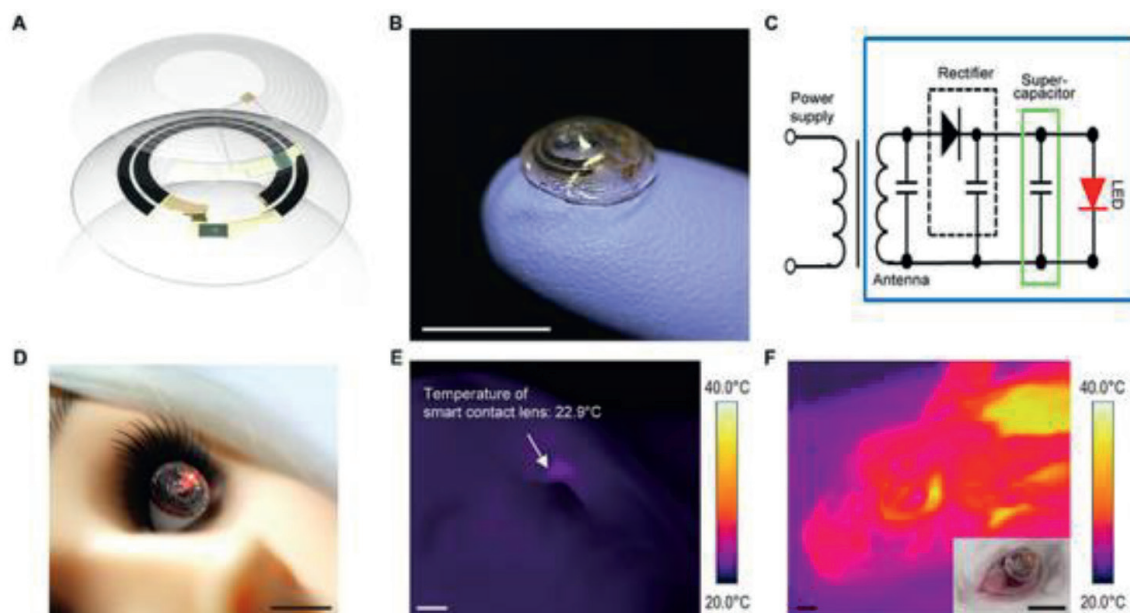 A
B
C
Power
supply
Rectifier
Super-
capacitor
LED
Antenna
D
E
Temperature of
smart contact lens: 22.9°C
40.0°C
20.0°C
F
40.0°C
20.0°C